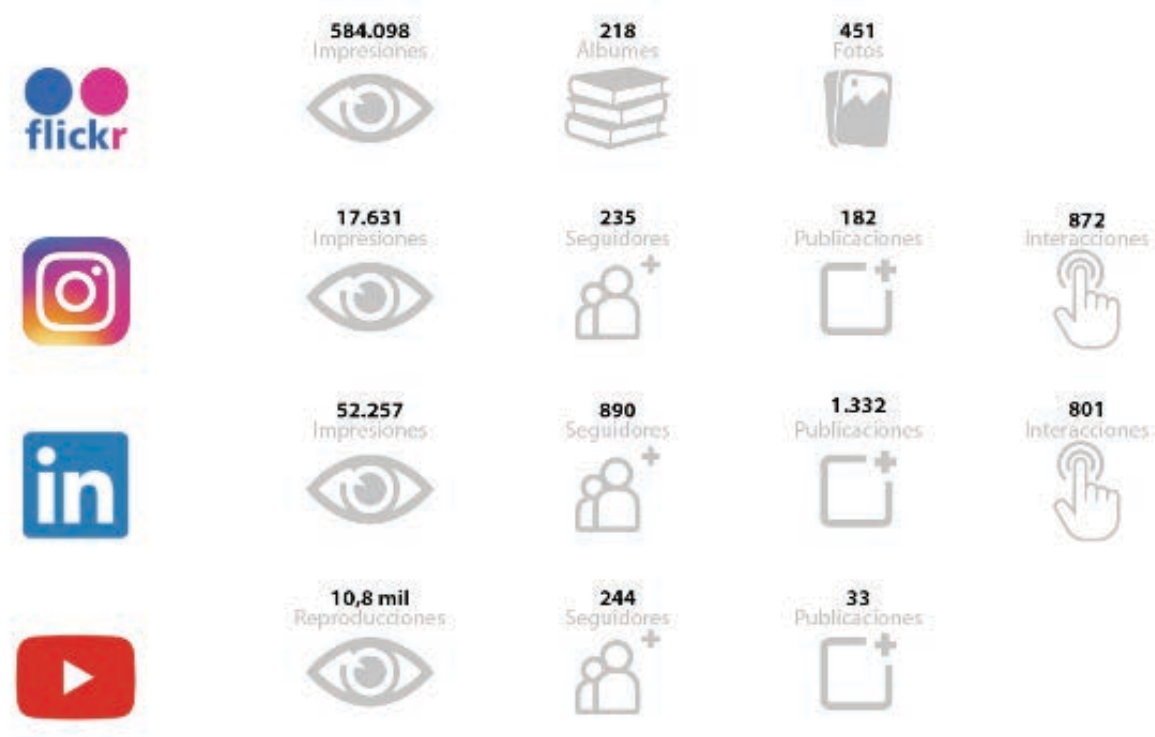 584.098
Impresiones
218
Álbumes
451
Fotos
flickr
17.631
Impresiones
235
Seguidores
182
Publicaciones
872
Interacciones
52.257
Impresiones
890
Seguidores
1.332
Publicaciones
801
Interacciones
in
10,8 mil
Reproducciones
244
Seguidores
33
Publicaciones